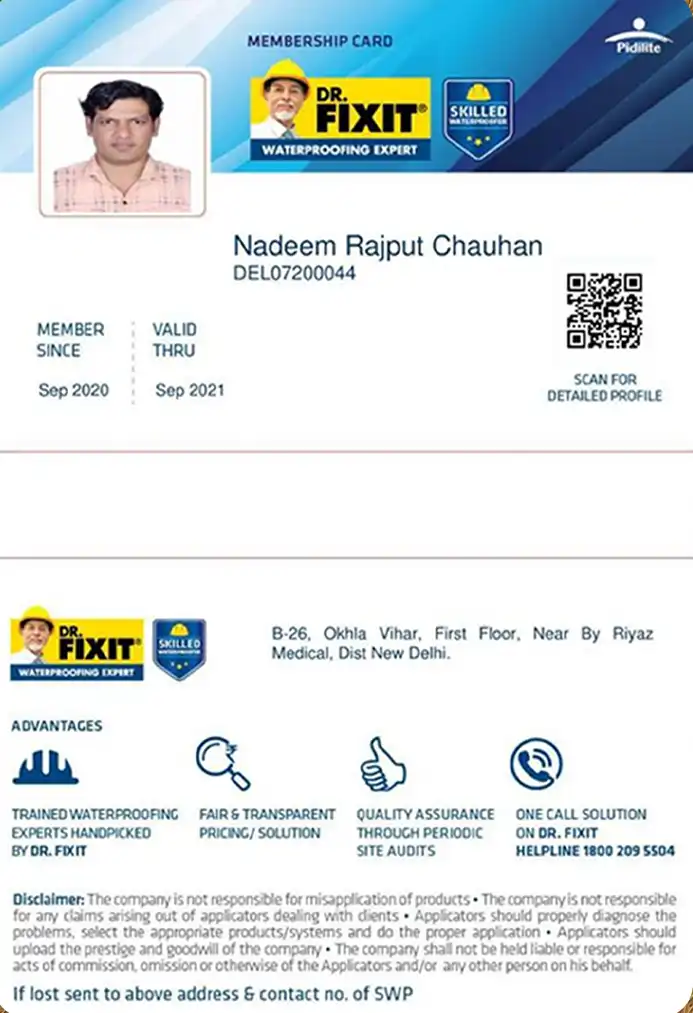 MEMBERSHIP CARD
Pidilite
DR.
FIXIT®
WATERPROOFING EXPERT
SKILLED
WATERPROOFER
Nadeem Rajput Chauhan
DEL07200044
MEMBER
SINCE
VALID
THRU
Sep 2020
Sep 2021
SCAN FOR
DETAILED PROFILE
DR.
FIXIT®
WATERPROOFING EXPERT
SKILLED
WATERPROOFER
B-26, Okhla Vihar, First Floor, Near By Riyaz
Medical, Dist New Delhi.
ADVANTAGES
TRAINED WATERPROOFING
EXPERTS HANDPICKED
BY DR. FIXIT
FAIR & TRANSPARENT
PRICING/ SOLUTION
QUALITY ASSURANCE
THROUGH PERIODIC
SITE AUDITS
ONE CALL SOLUTION
ON DR. FIXIT
HELPLINE 1800 209 5504
Disclaimer: The company is not responsible for misapplication of products • The company is not responsible
for any claims arising out of applicators dealing with clients • Applicators should properly diagnose the
problems, select the appropriate products/systems and do the proper application • Applicators should
upload the prestige and goodwill of the company • The company shall not be held liable or responsible for
acts of commission, omission or otherwise of the Applicators and/or any other person on his behalf.
If lost sent to above address & contact no. of SWP